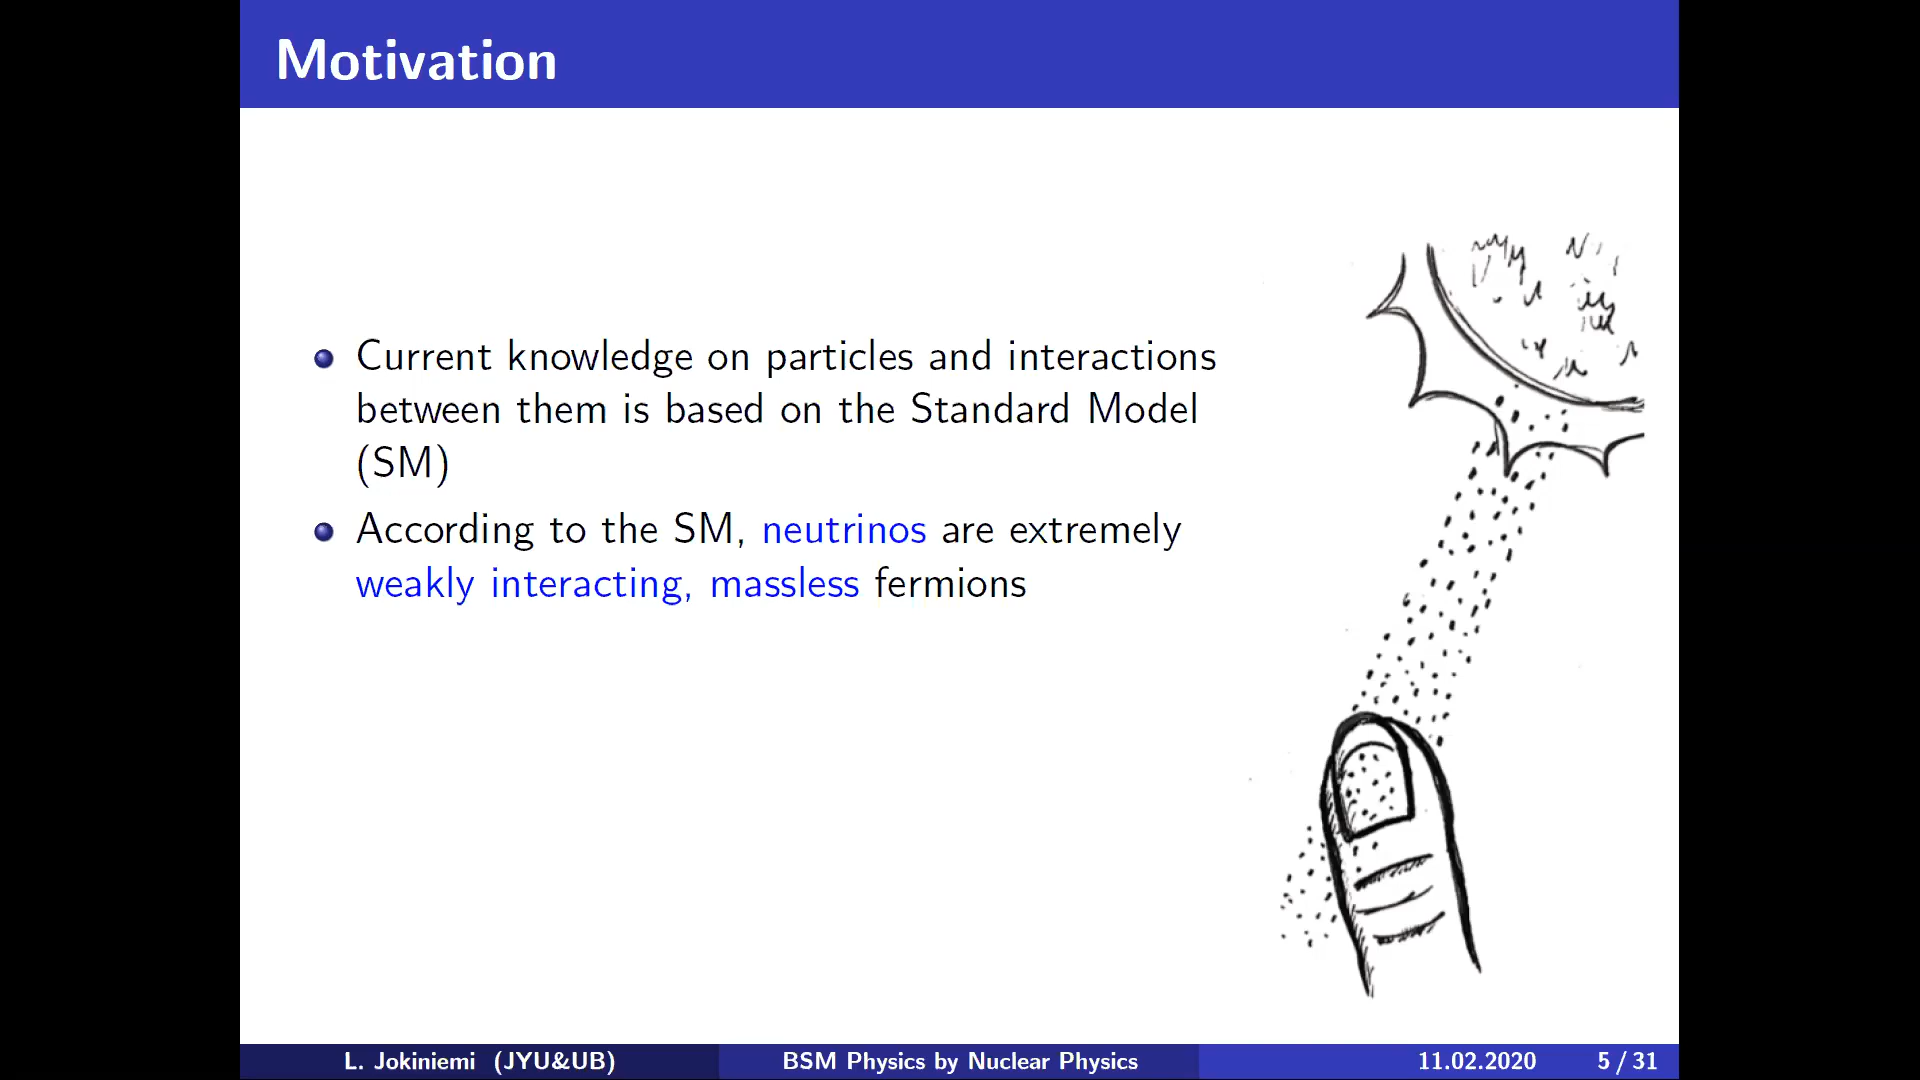 Motivation
Current knowledge on particles and interactions
between them is based on the Standard Model
(SM)
According to the SM, neutrinos are extremely
weakly interacting, massless fermions
L. Jokiniemi (JYU&UB)
BSM Physics by Nuclear Physics
11.02.2020
5 / 31